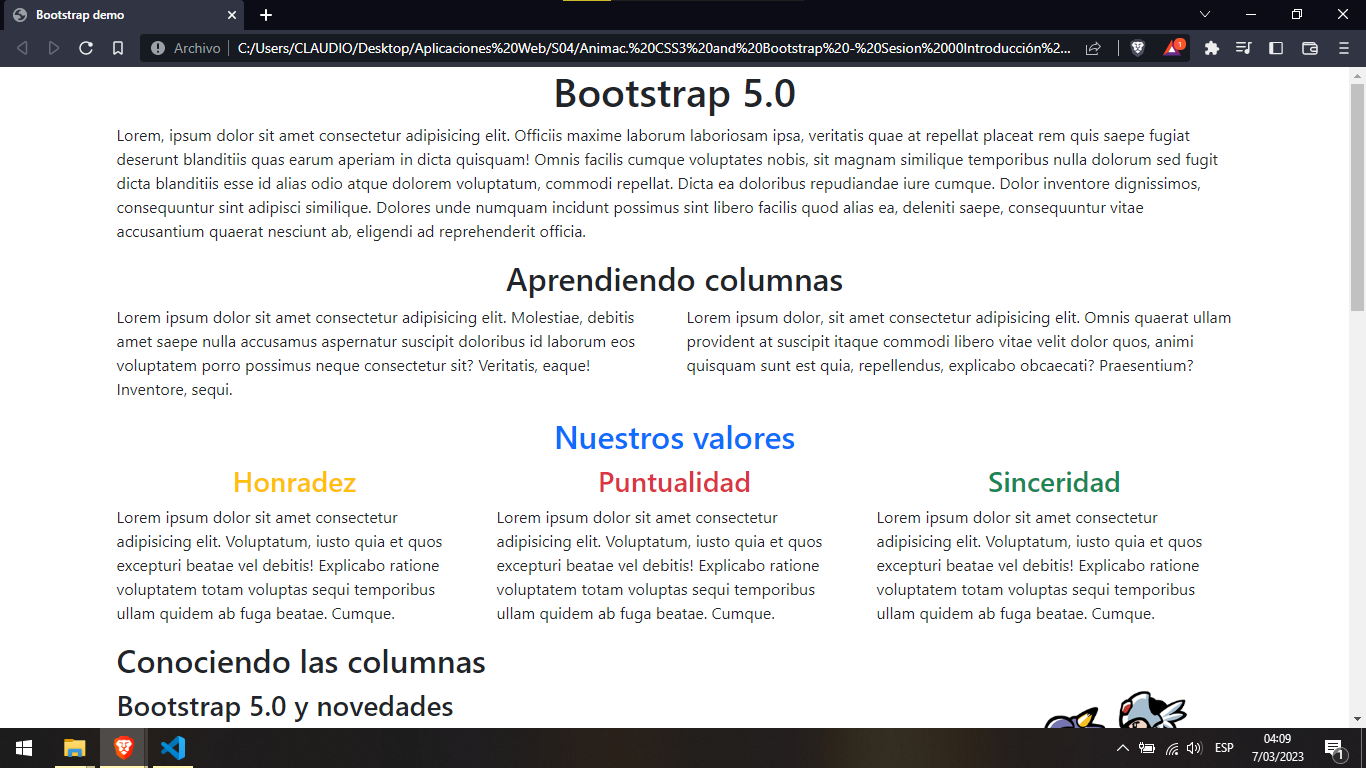 Bootstrap demo
Archivo
C:/Users/CLAUDIO/Desktop/Aplicaciones%20Web/S04/Animac.%20CSS3%20and%20Bootstrap%20-%20Sesion%2000Introducción%2...
1
Bootstrap 5.0
Lorem, ipsum dolor sit amet consectetur adipisicing elit. Officiis maxime laborum laboriosam ipsa, veritatis quae at repellat placeat rem quis saepe fugiat
deserunt blanditiis quas earum aperiam in dicta quisquam! Omnis facilis cumque voluptates nobis, sit magnam similique temporibus nulla dolorum sed fugit
dicta blanditiis esse id alias odio atque dolorem voluptatum, commodi repellat. Dicta ea doloribus repudiandae iure cumque. Dolor inventore dignissimos,
consequuntur sint adipisci similique. Dolores unde numquam incidunt possimus sint libero facilis quod alias ea, deleniti saepe, consequuntur vitae
accusantium quaerat nesciunt ab, eligendi ad reprehenderit officia.
Aprendiendo columnas
Lorem ipsum dolor sit amet consectetur adipisicing elit. Molestiae, debitis
amet saepe nulla accusamus aspernatur suscipit doloribus id laborum eos
voluptatem porro possimus neque consectetur sit? Veritatis, eaque!
Inventore, sequi.
Lorem ipsum dolor, sit amet consectetur adipisicing elit. Omnis quaerat ullam
provident at suscipit itaque commodi libero vitae velit dolor quos, animi
quisquam sunt est quia, repellendus, explicabo obcaecati? Praesentium?
Nuestros valores
Honradez
Lorem ipsum dolor sit amet consectetur
adipisicing elit. Voluptatum, iusto quia et quos
excepturi beatae vel debitis! Explicabo ratione
voluptatem totam voluptas sequi temporibus
ullam quidem ab fuga beatae. Cumque.
Puntualidad
Lorem ipsum dolor sit amet consectetur
adipisicing elit. Voluptatum, iusto quia et quos
excepturi beatae vel debitis! Explicabo ratione
voluptatem totam voluptas sequi temporibus
ullam quidem ab fuga beatae. Cumque.
Sinceridad
Lorem ipsum dolor sit amet consectetur
adipisicing elit. Voluptatum, iusto quia et quos
excepturi beatae vel debitis! Explicabo ratione
voluptatem totam voluptas sequi temporibus
ullam quidem ab fuga beatae. Cumque.
Conociendo las columnas
Bootstrap 5.0 y novedades
ESP
04:09
7/03/2023
1